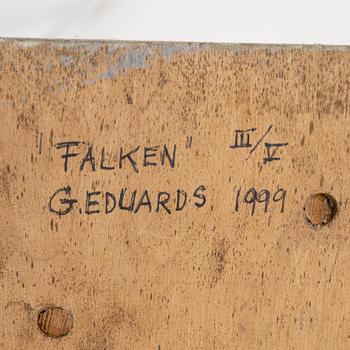 "FALKEN" III/V
G.EDUARDS 1999